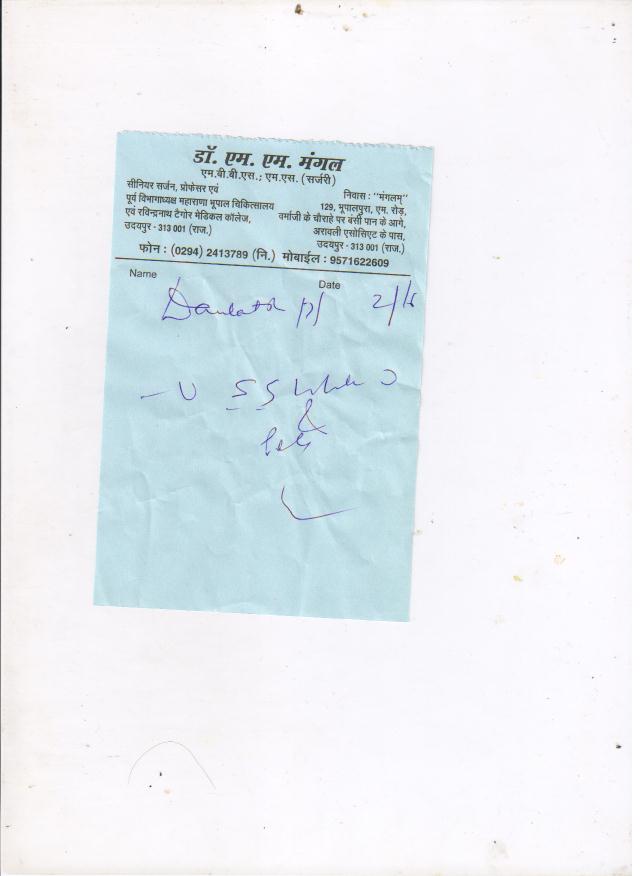 डॉ. एम. एम. मंगल
एम.बी.बी.एस.; एम.एस. (सर्जरी)
सीनियर सर्जन, प्रोफेसर एवं
पूर्व विभागाध्यक्ष महाराणा भूपाल चिकित्सालय
एवं रविन्द्रनाथ टैगोर मेडिकल कॉलेज,
उदयपुर - 313 001 (राज.)
निवास : "मंगलम्"
129, भूपालपुरा, एम. रोड़,
वर्माजी के चौराहे पर बंसी पान के आगे,
अरावली एसोसिएट के पास,
उदयपुर - 313 001 (राज.)
फोन : (0294) 2413789 (नि.) मोबाईल : 9571622609
Name
Date
&